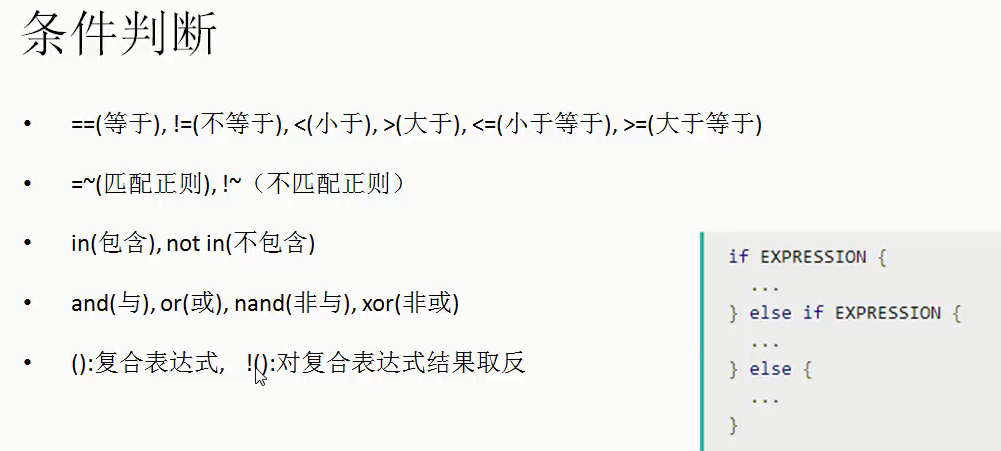 条件判断
• ==(等于), !=(不等于), <(小于), >(大于), <=(小于等于), >=(大于等于)
• =~(匹配正则), !~（不匹配正则）
• in(包含), not in(不包含)
• and(与), or(或), nand(非与), xor(非或)
• ():复合表达式, !():对复合表达式结果取反
if EXPRESSION {
...
} else if EXPRESSION {
...
} else {
...
}